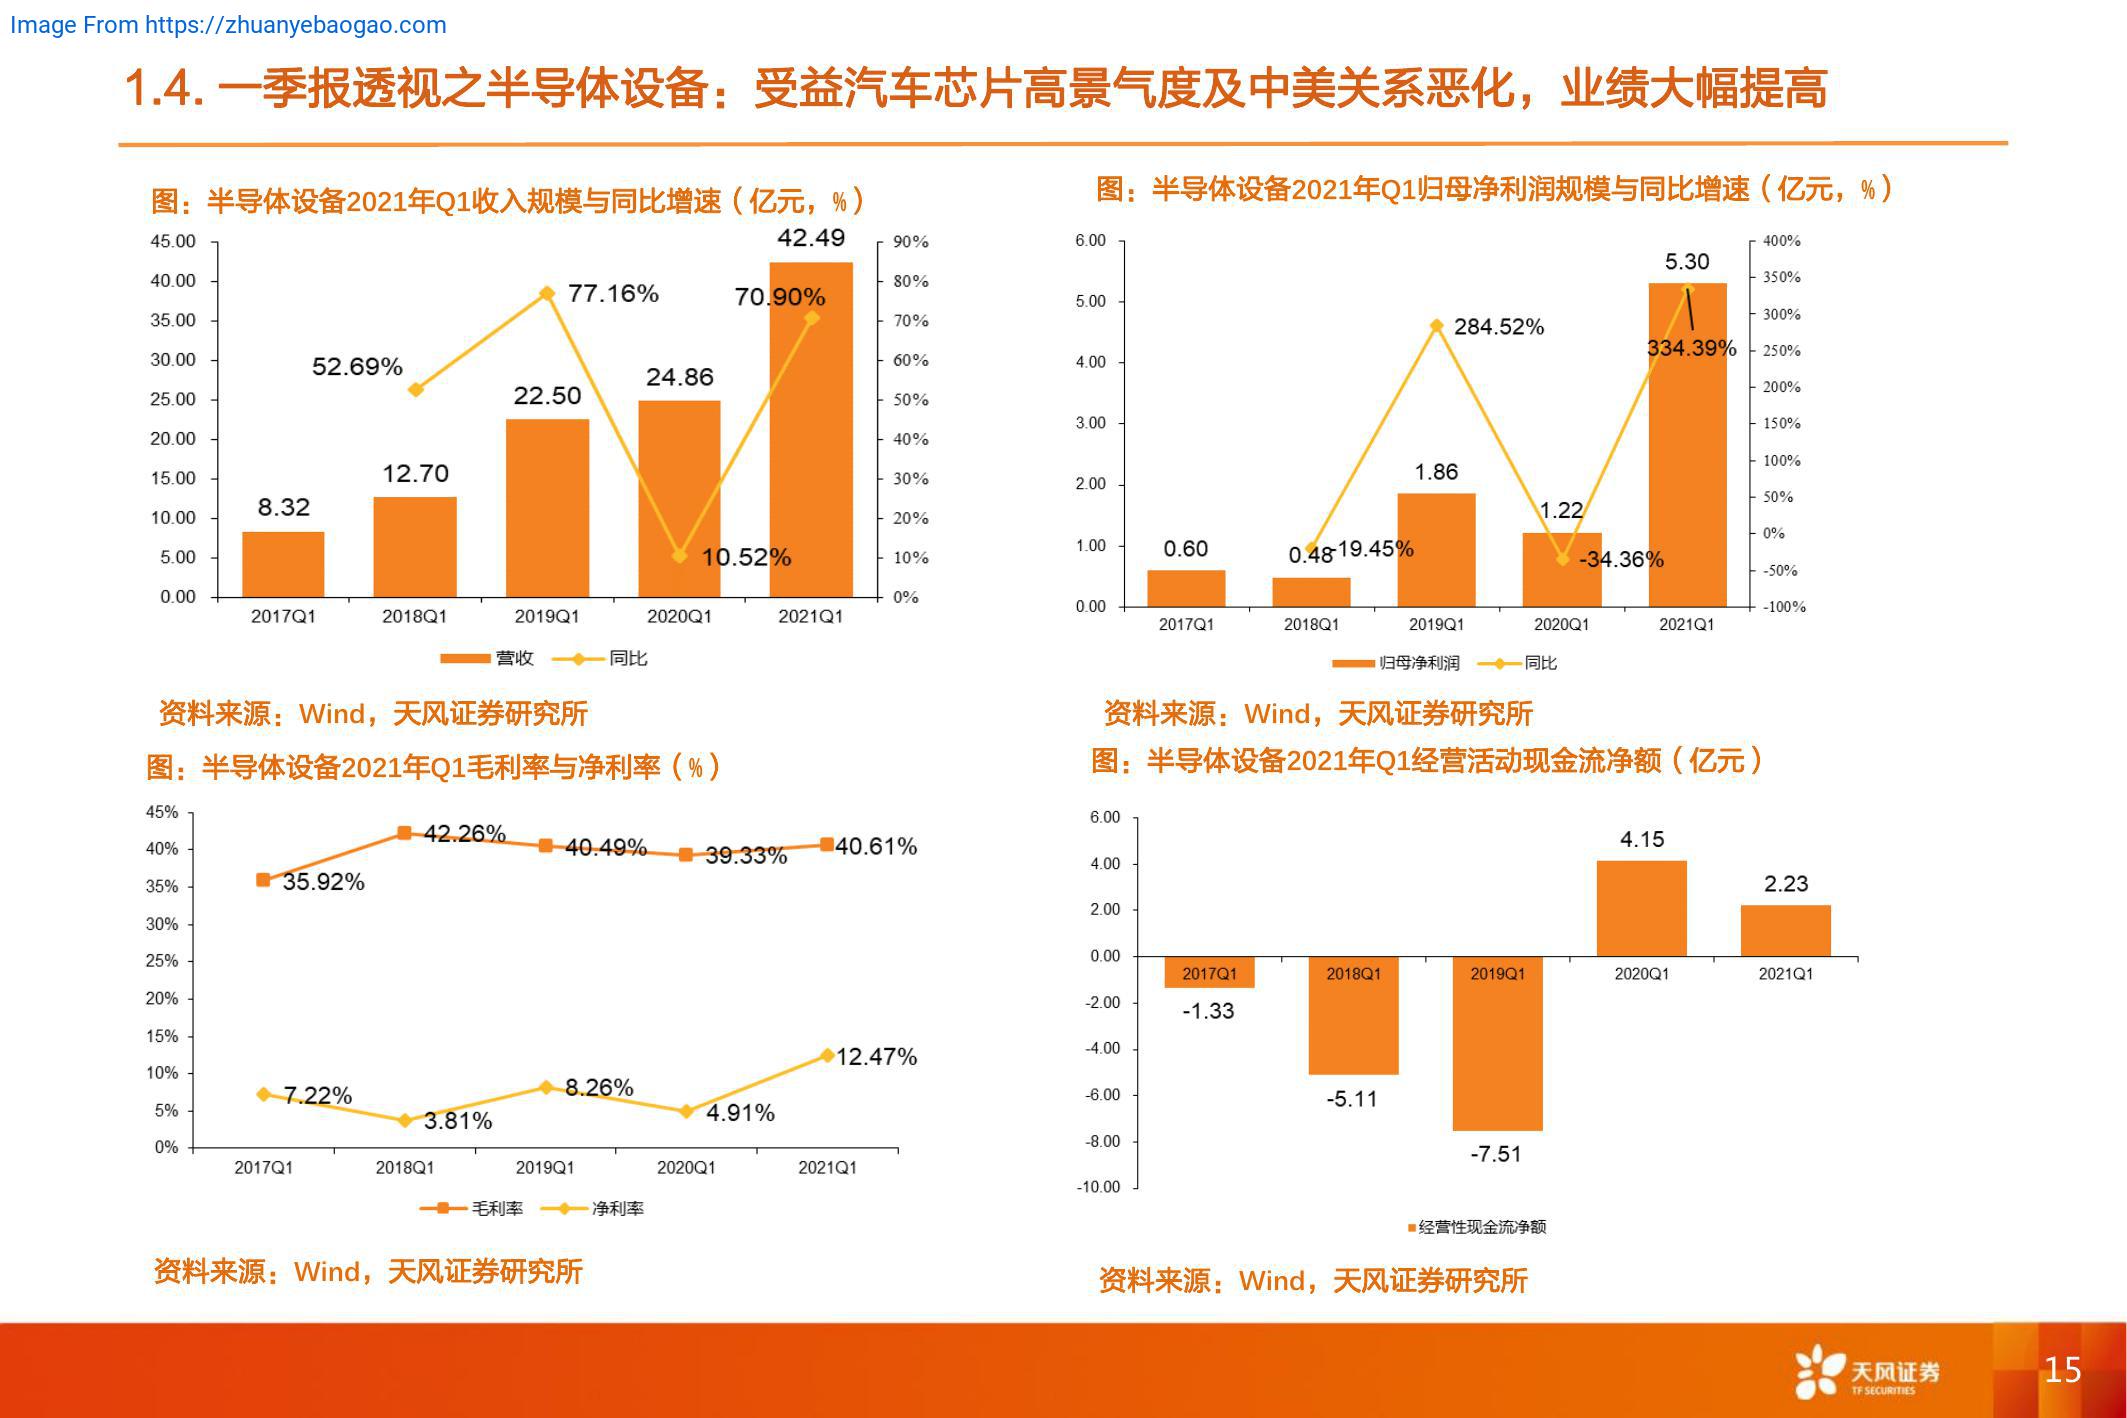 Image From https://zhuanyebaogao.com
1.4. 一季报透视之半导体设备：受益汽车芯片高景气度及中美关系恶化，业绩大幅提高
图：半导体设备2021年Q1收入规模与同比增速（亿元，%）
45.00
40.00
35.00
30.00
25.00
20.00
15.00
10.00
5.00
0.00
90%
80%
70%
60%
50%
40%
30%
20%
10%
0%
8.32
12.70
22.50
24.86
42.49
52.69%
77.16%
10.52%
70.90%
2017Q1
2018Q1
2019Q1
2020Q1
2021Q1
营收
同比
资料来源：Wind，天风证券研究所
图：半导体设备2021年Q1归母净利润规模与同比增速（亿元，%）
6.00
5.00
4.00
3.00
2.00
1.00
0.00
400%
350%
300%
250%
200%
150%
100%
50%
0%
-50%
-100%
0.60
0.48
1.86
1.22
5.30
-19.45%
284.52%
-34.36%
334.39%
2017Q1
2018Q1
2019Q1
2020Q1
2021Q1
归母净利润
同比
资料来源：Wind，天风证券研究所
图：半导体设备2021年Q1毛利率与净利率（%）
45%
40%
35%
30%
25%
20%
15%
10%
5%
0%
35.92%
42.26%
40.49%
39.33%
40.61%
7.22%
3.81%
8.26%
4.91%
12.47%
2017Q1
2018Q1
2019Q1
2020Q1
2021Q1
毛利率
净利率
资料来源：Wind，天风证券研究所
图：半导体设备2021年Q1经营活动现金流净额（亿元）
6.00
4.00
2.00
0.00
-2.00
-4.00
-6.00
-8.00
-10.00
4.15
2.23
2017Q1
2018Q1
2019Q1
2020Q1
2021Q1
-1.33
-5.11
-7.51
经营性现金流净额
资料来源：Wind，天风证券研究所
天风证券
TF SECURITIES
15